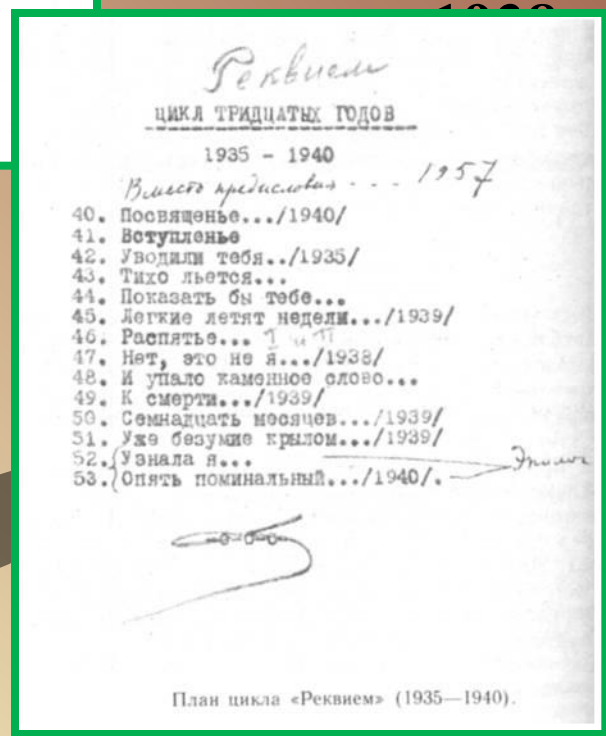 Реквием
ЦИКЛ ТРИДЦАТЫХ ГОДОВ
1935 - 1940
Вместо предисловия - - - 1957
40. Посвященье.../1940/
41. Вступленье
42. Уводили тебя../1935/
43. Тихо льется...
44. Показать бы тебе...
45. Легкие летят недели.../1939/
46. Распятье... I и II
47. Нет, это не я.../1938/
48. И упало каменное слово...
49. К смерти.../1939/
50. Семнадцать месяцев.../1939/
51. Уже безумие крылом.../1939/
52. Узнала я...
53. Опять поминальный.../1940/. Эпилог
План цикла «Реквием» (1935—1940).